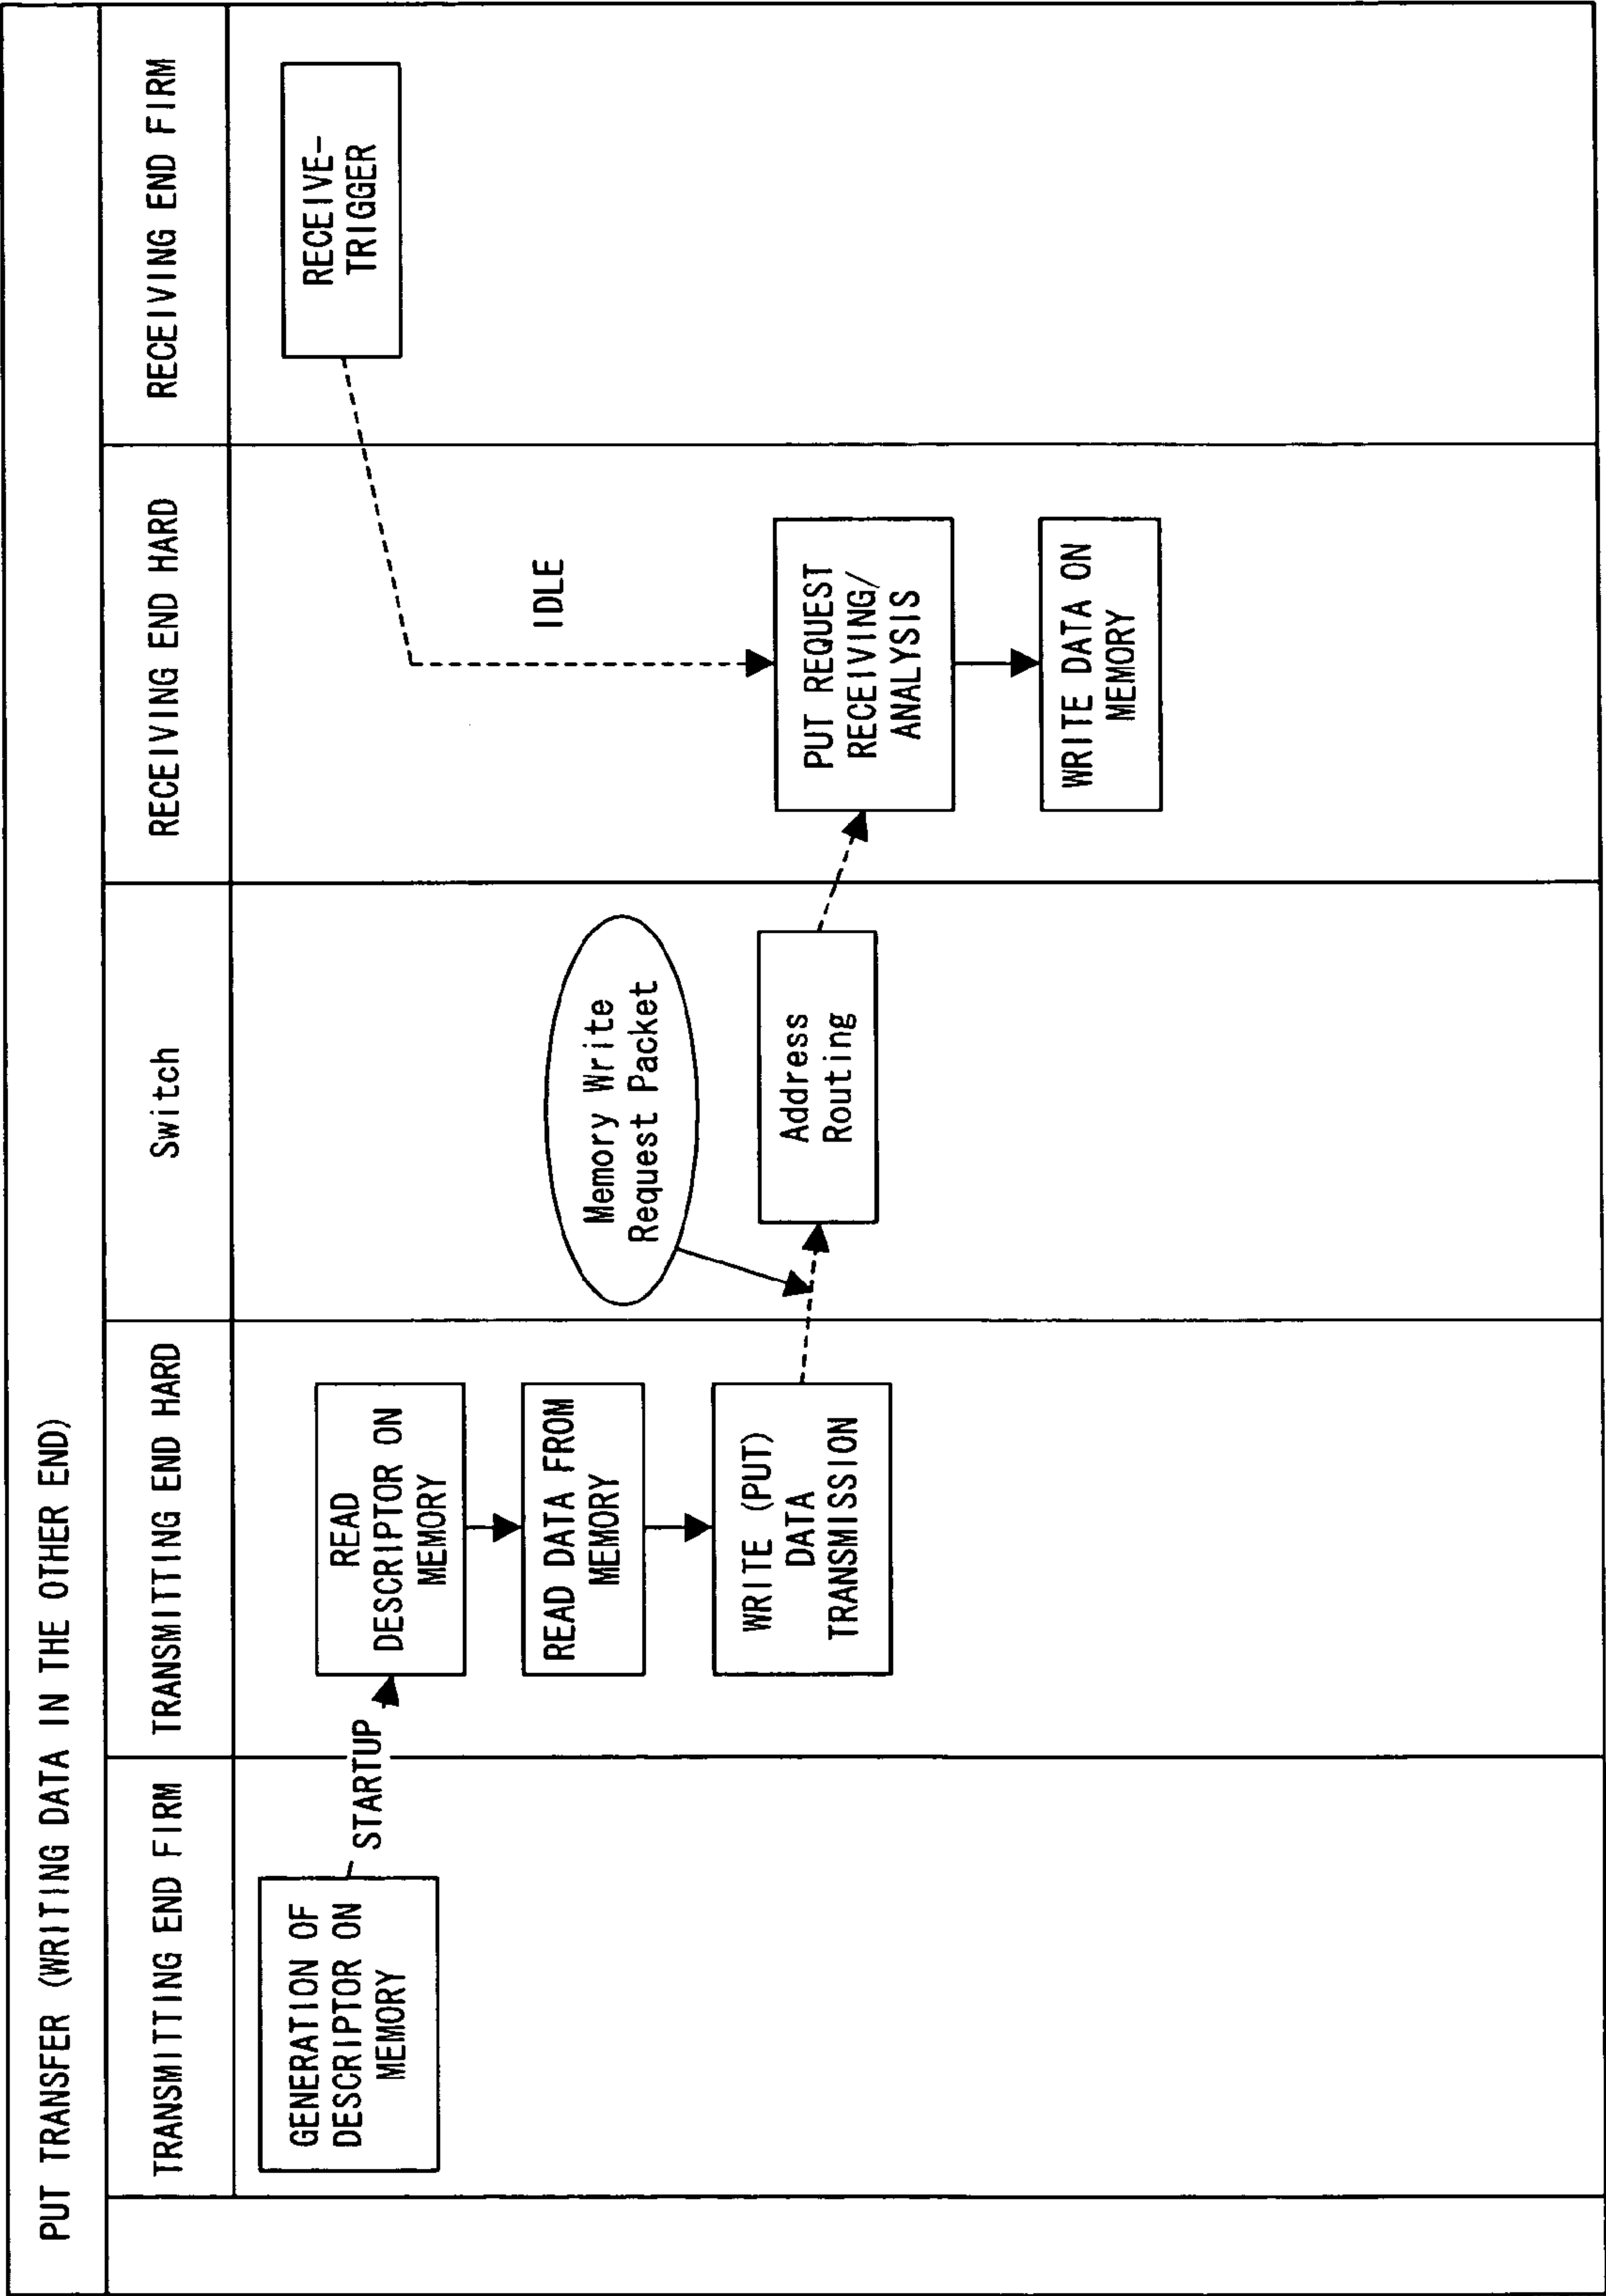 PUT TRANSFER (WRITING DATA IN THE OTHER END)
TRANSMITTING END FIRM
TRANSMITTING END HARD
Switch
RECEIVING END HARD
RECEIVING END FIRM
GENERATION OF
DESCRIPTOR ON
MEMORY
STARTUP
READ
DESCRIPTOR ON
MEMORY
READ DATA FROM
MEMORY
WRITE (PUT)
DATA
TRANSMISSION
Memory Write
Request Packet
Address
Routing
RECEIVE-
TRIGGER
IDLE
PUT REQUEST
RECEIVING/
ANALYSIS
WRITE DATA ON
MEMORY